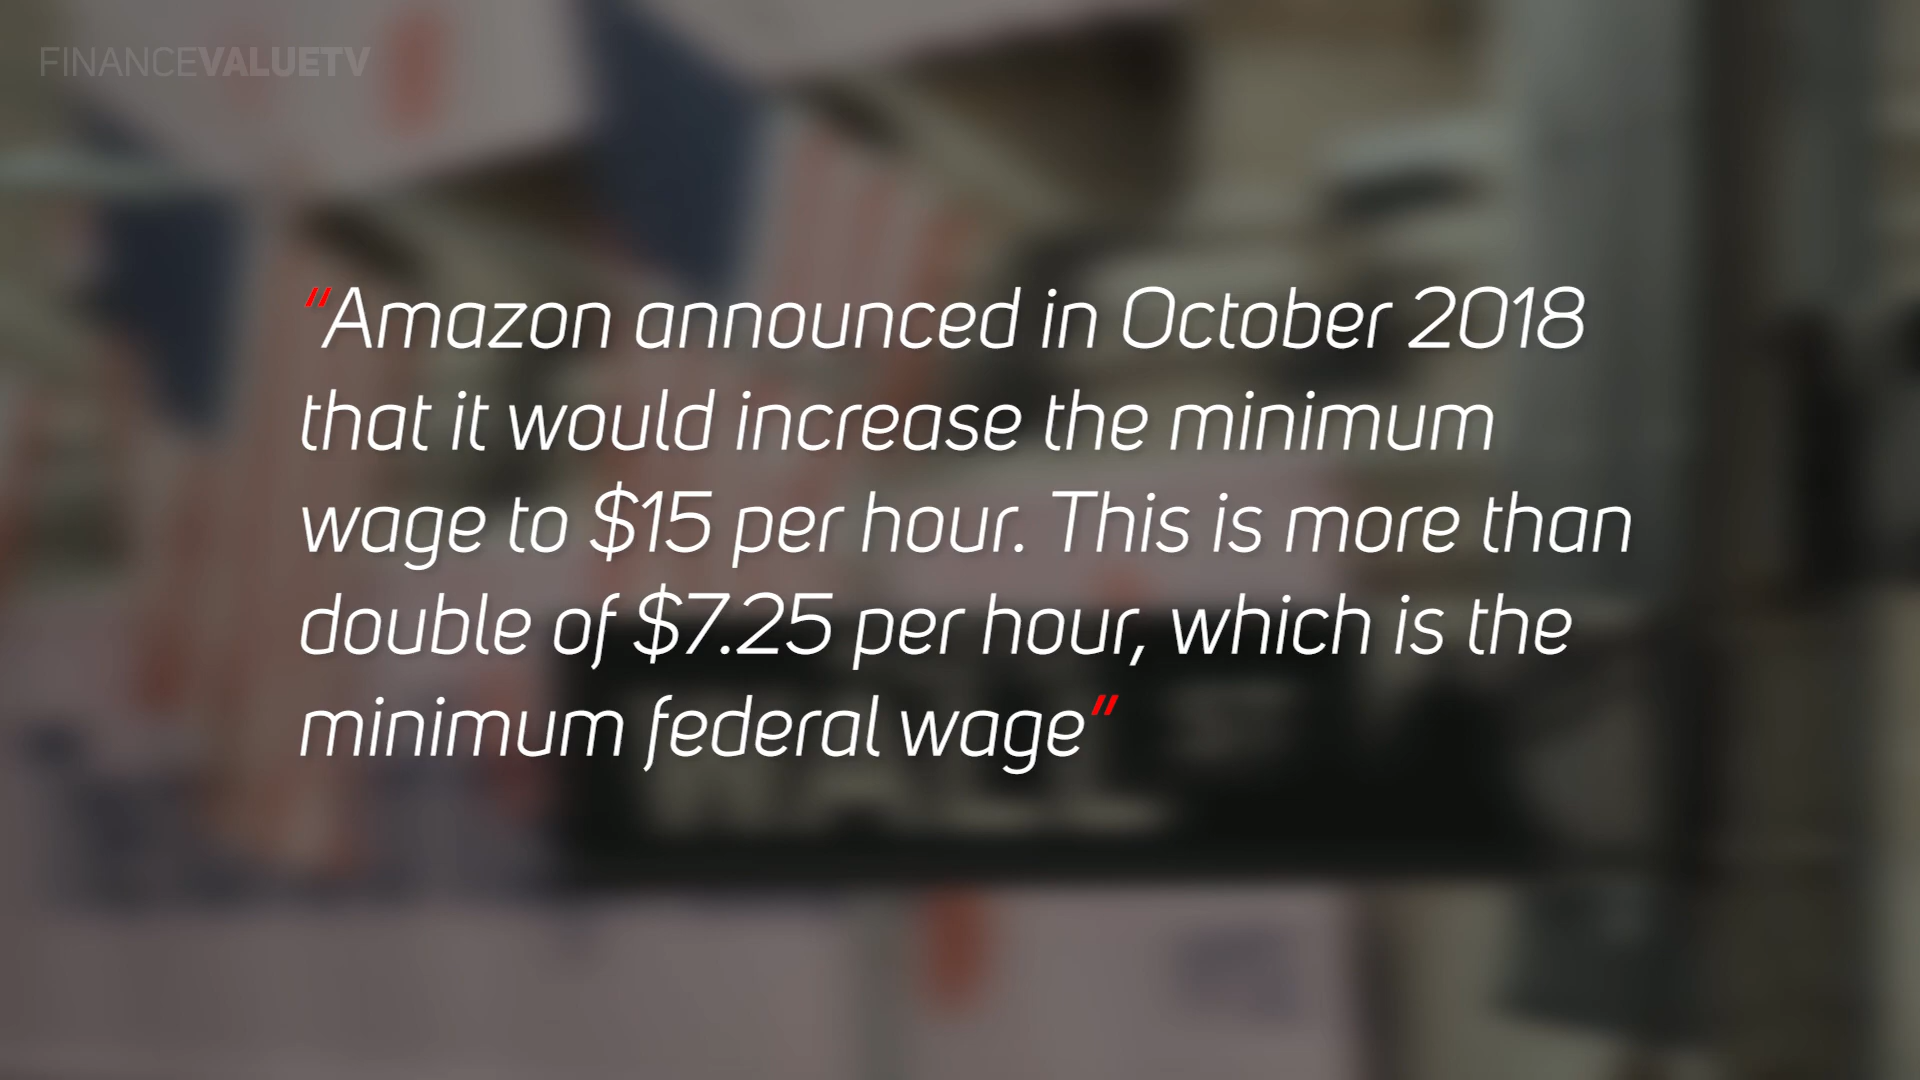 FINANCEVALUETV
"Amazon announced in October 2018
that it would increase the minimum
wage to $15 per hour. This is more than
double of $7.25 per hour, which is the
minimum federal wage"